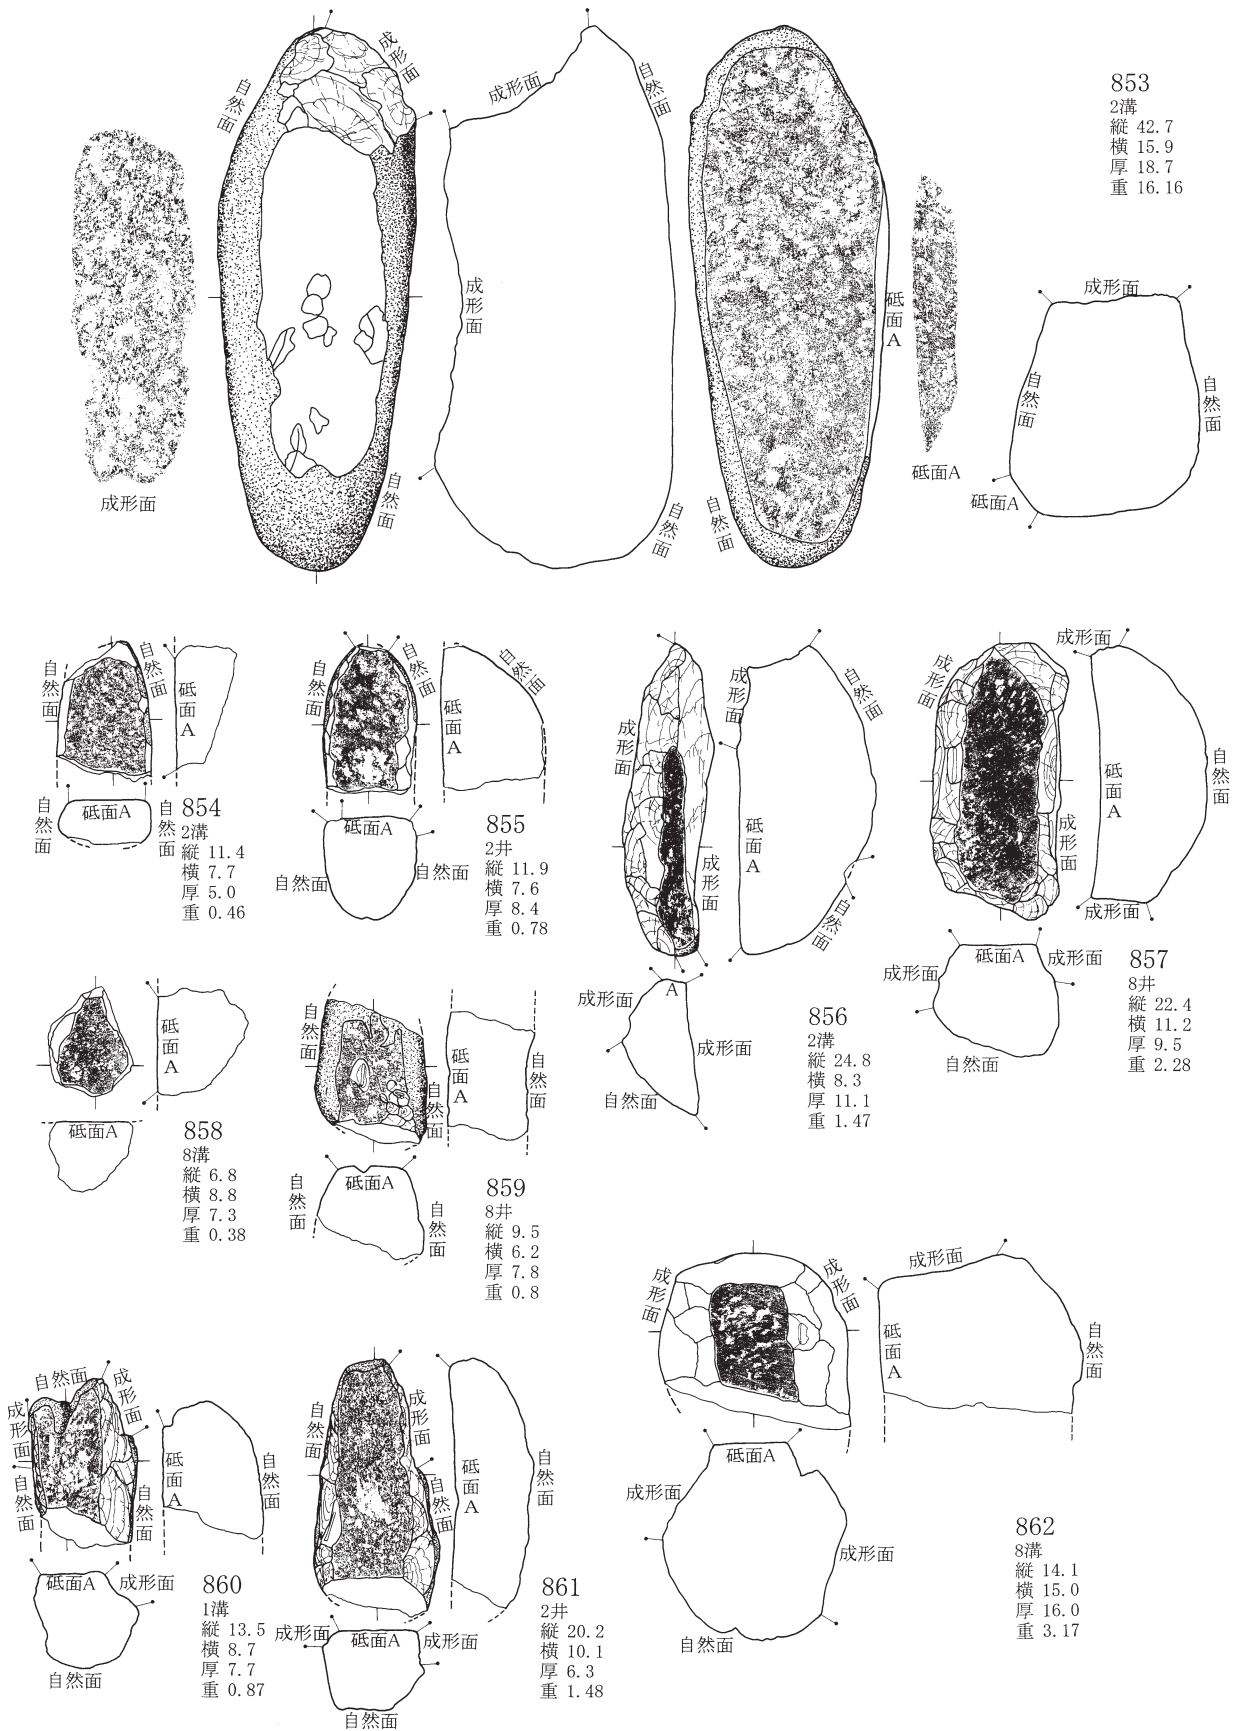 成形面
自然面
成形面
自然面
成形面
自然面
853
2溝
縦 42.7
横 15.9
厚 18.7
重 16.16
成形面
砥面A
成形面
自然面
自然面
砥面A
砥面A
成形面
自然面
自然面
自然面
自然面
自然面
砥面A
自然面
砥面A
自然面
854
2溝
縦 11.4
横 7.7
厚 5.0
重 0.46
自然面
自然面
砥面A
自然面
砥面A
自然面
自然面
855
2井
縦 11.9
横 7.6
厚 8.4
重 0.78
成形面
成形面
成形面
自然面
砥面A
自然面
成形面
A
成形面
自然面
856
2溝
縦 24.8
横 8.3
厚 11.1
重 1.47
成形面
成形面
成形面
砥面A
自然面
成形面
成形面
砥面A
成形面
自然面
857
8井
縦 22.4
横 11.2
厚 9.5
重 2.28
砥面A
砥面A
858
8溝
縦 6.8
横 8.8
厚 7.3
重 0.38
自然面
自然面
砥面A
自然面
自然面
砥面A
自然面
859
8井
縦 9.5
横 6.2
厚 7.8
重 0.8
自然面
成形面
成形面
自然面
自然面
砥面A
自然面
砥面A
成形面
自然面
860
1溝
縦 13.5
横 8.7
厚 7.7
重 0.87
自然面
成形面
自然面
砥面A
自然面
成形面
砥面A
成形面
自然面
861
2井
縦 20.2
横 10.1
厚 6.3
重 1.48
成形面
成形面
成形面
砥面A
自然面
砥面A
成形面
成形面
自然面
862
8溝
縦 14.1
横 15.0
厚 16.0
重 3.17